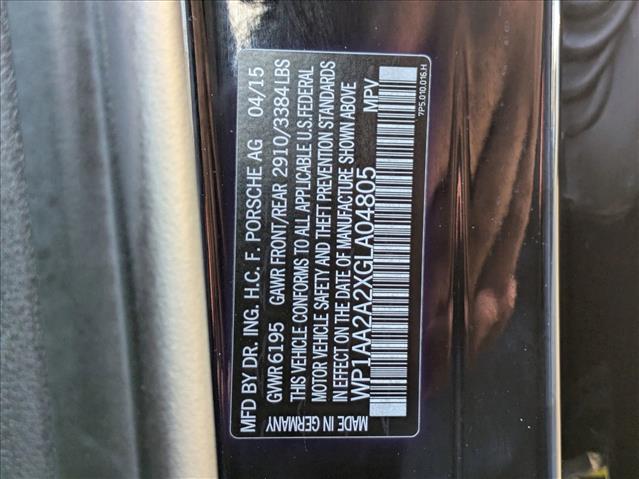 MFD BY DR. ING. H.C. F. PORSCHE AG 04/15
GVWR 6195 GAWR FRONT/REAR 2910/3384 LBS
THIS VEHICLE CONFORMS TO ALL APPLICABLE U.S.FEDERAL
MOTOR VEHICLE SAFETY AND THEFT PREVENTION STANDARDS
IN EFFECT ON THE DATE OF MANUFACTURE SHOWN ABOVE
WP1AA2A2XGLA04805 MPV
MADE IN GERMANY
7P5.010.016.H